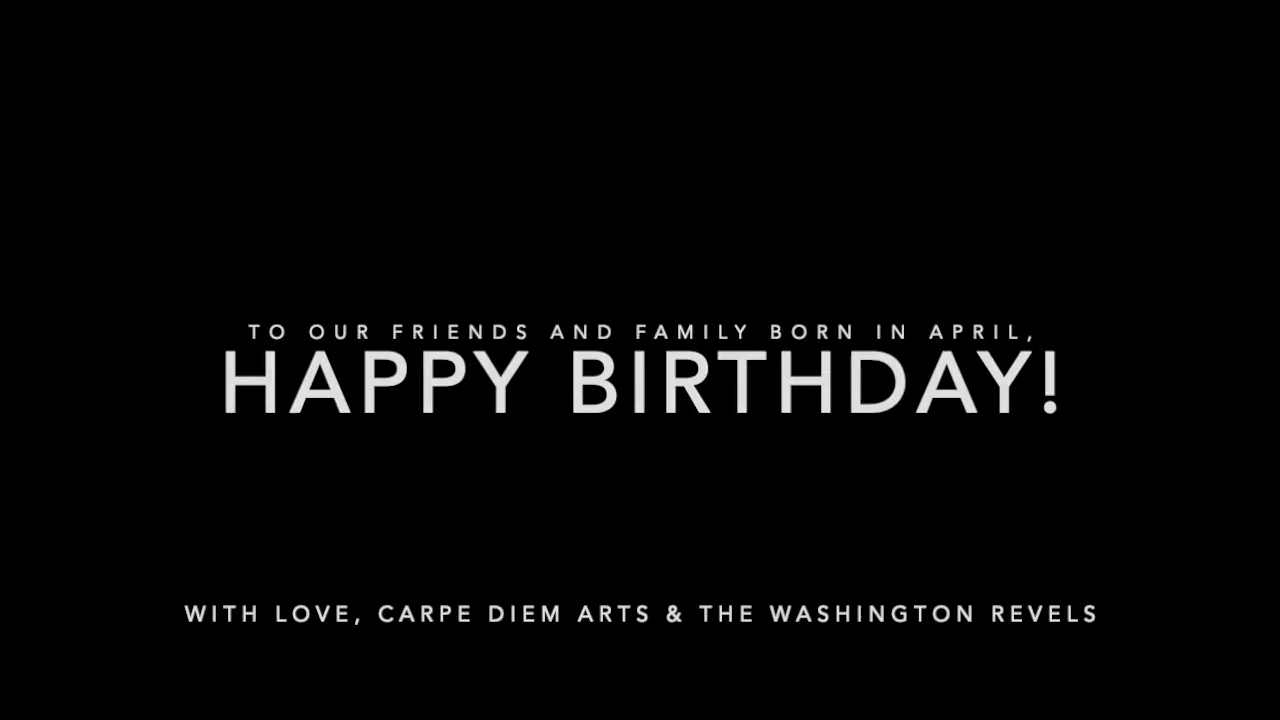 TO OUR FRIENDS AND FAMILY BORN IN APRIL,
HAPPY BIRTHDAY!
WITH LOVE, CARPE DIEM ARTS & THE WASHINGTON REVELS